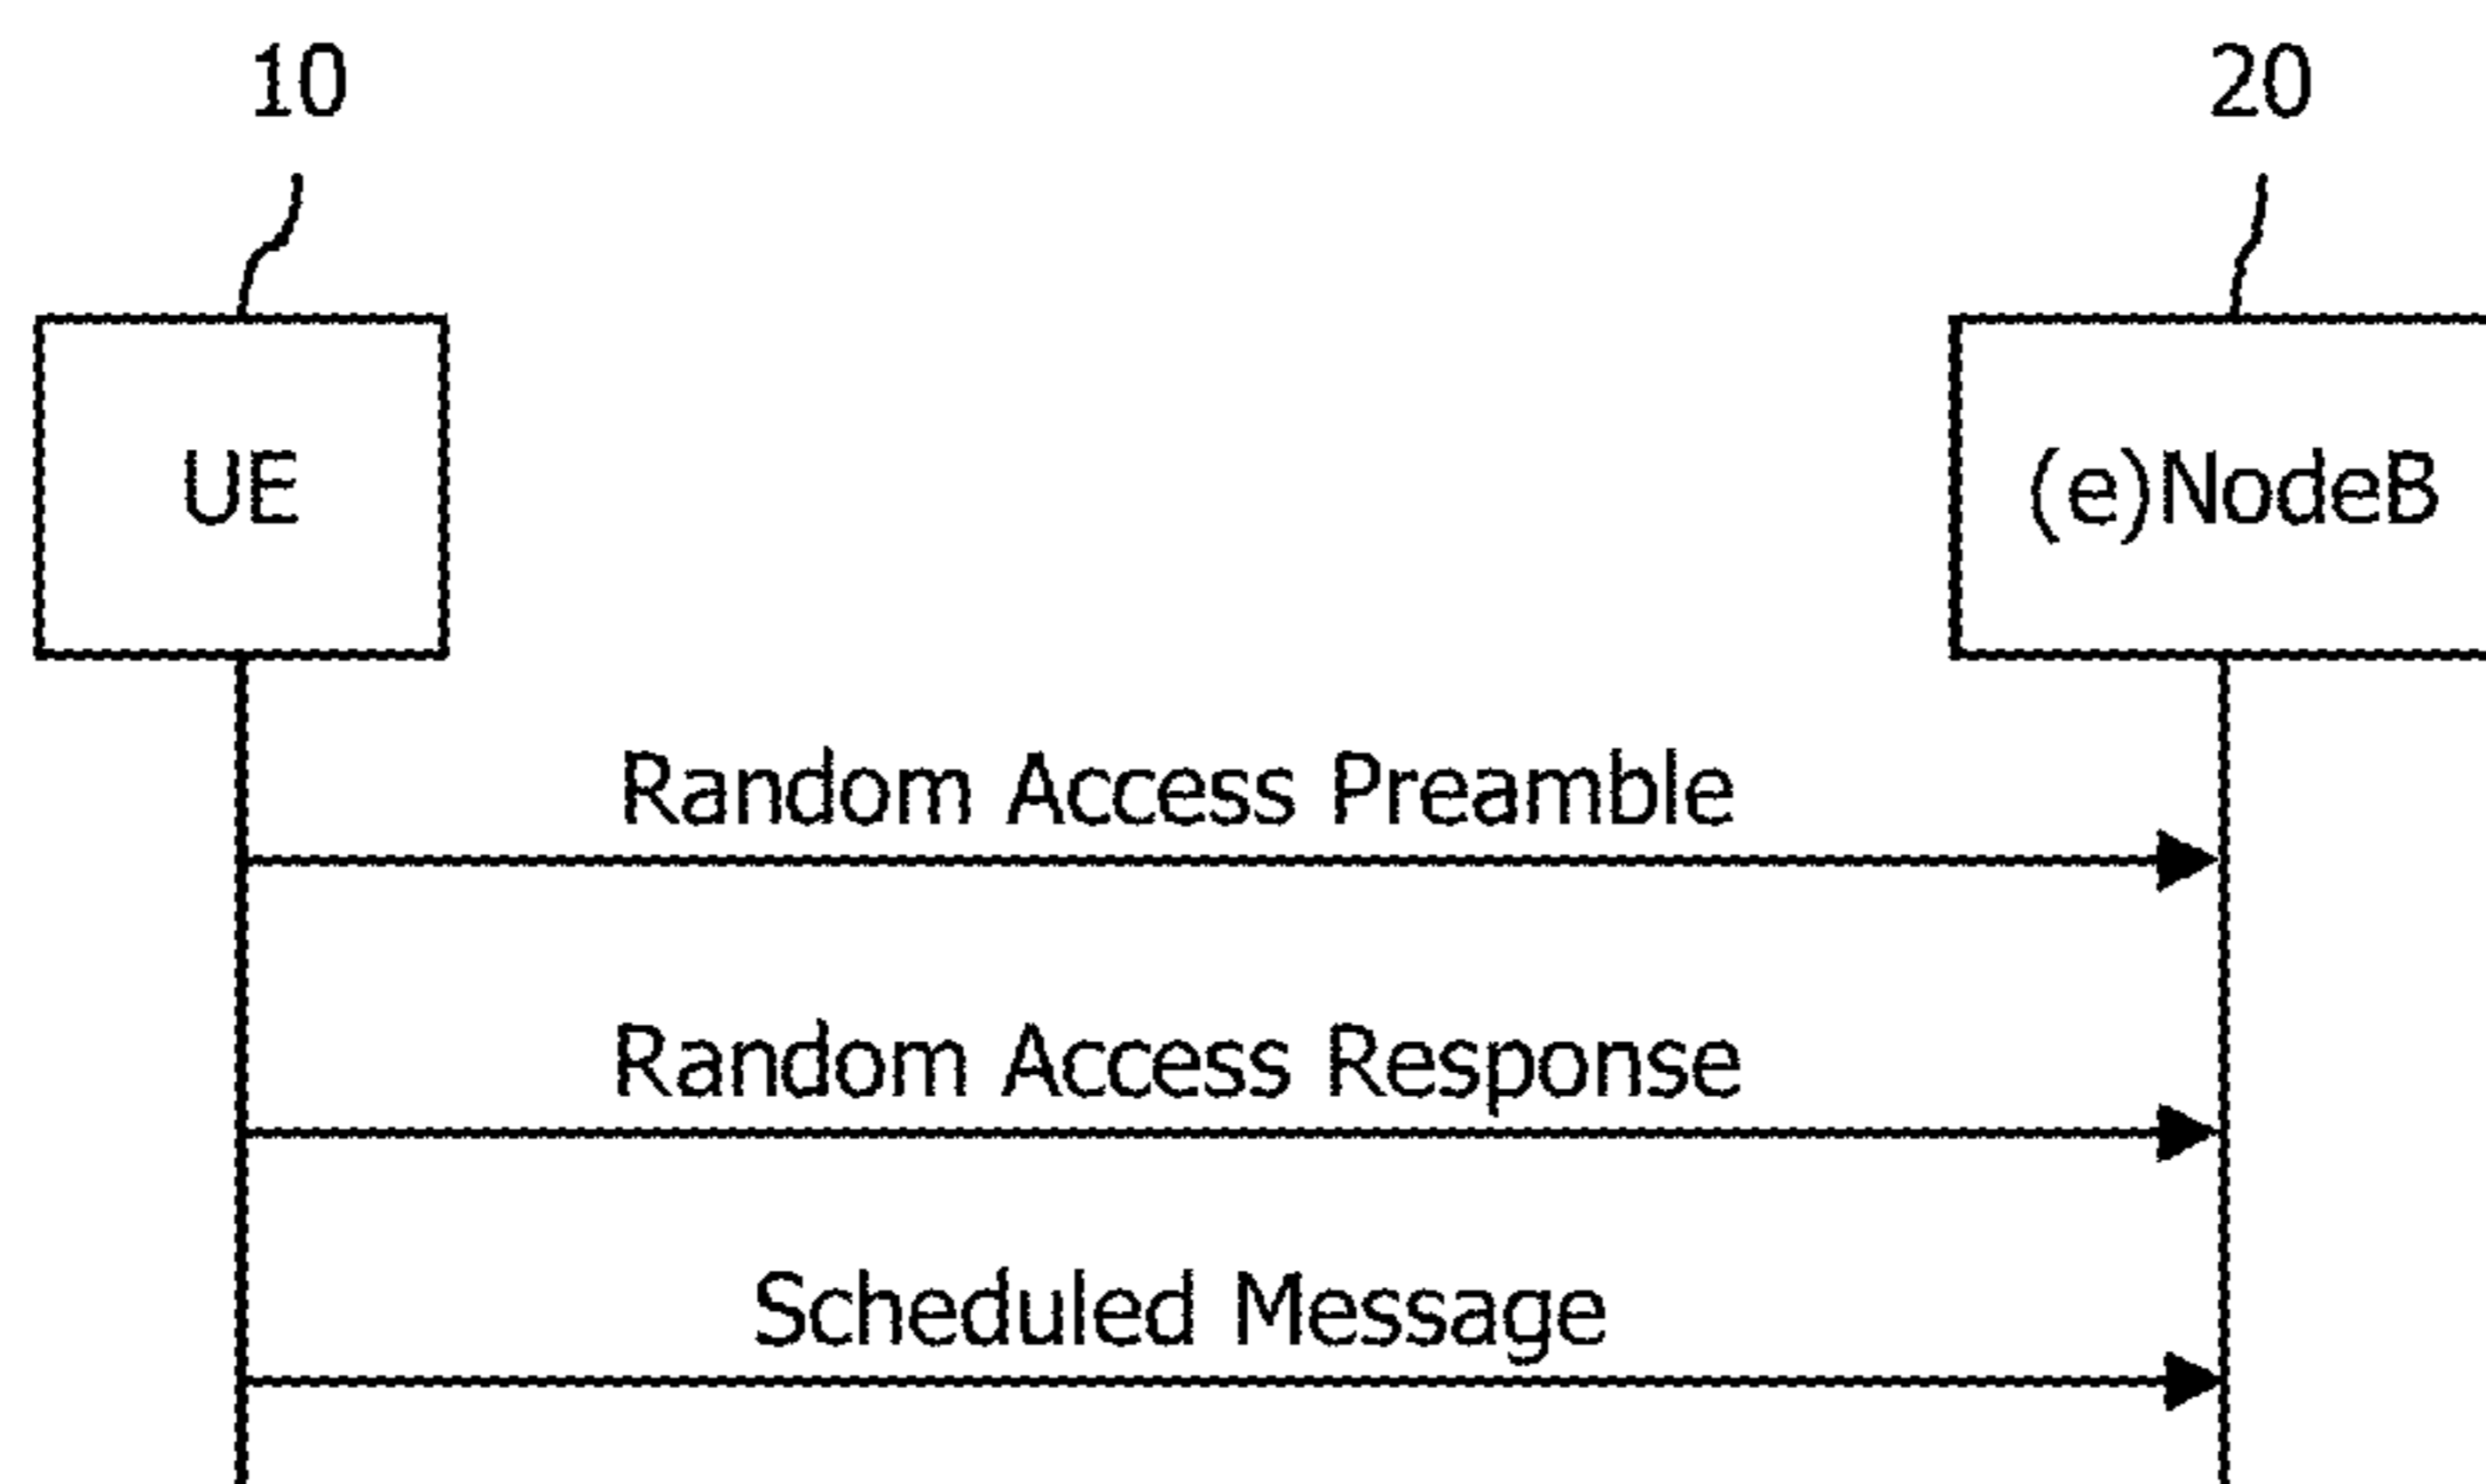 10
20
UE
(e)NodeB
Random Access Preamble
Random Access Response
Scheduled Message